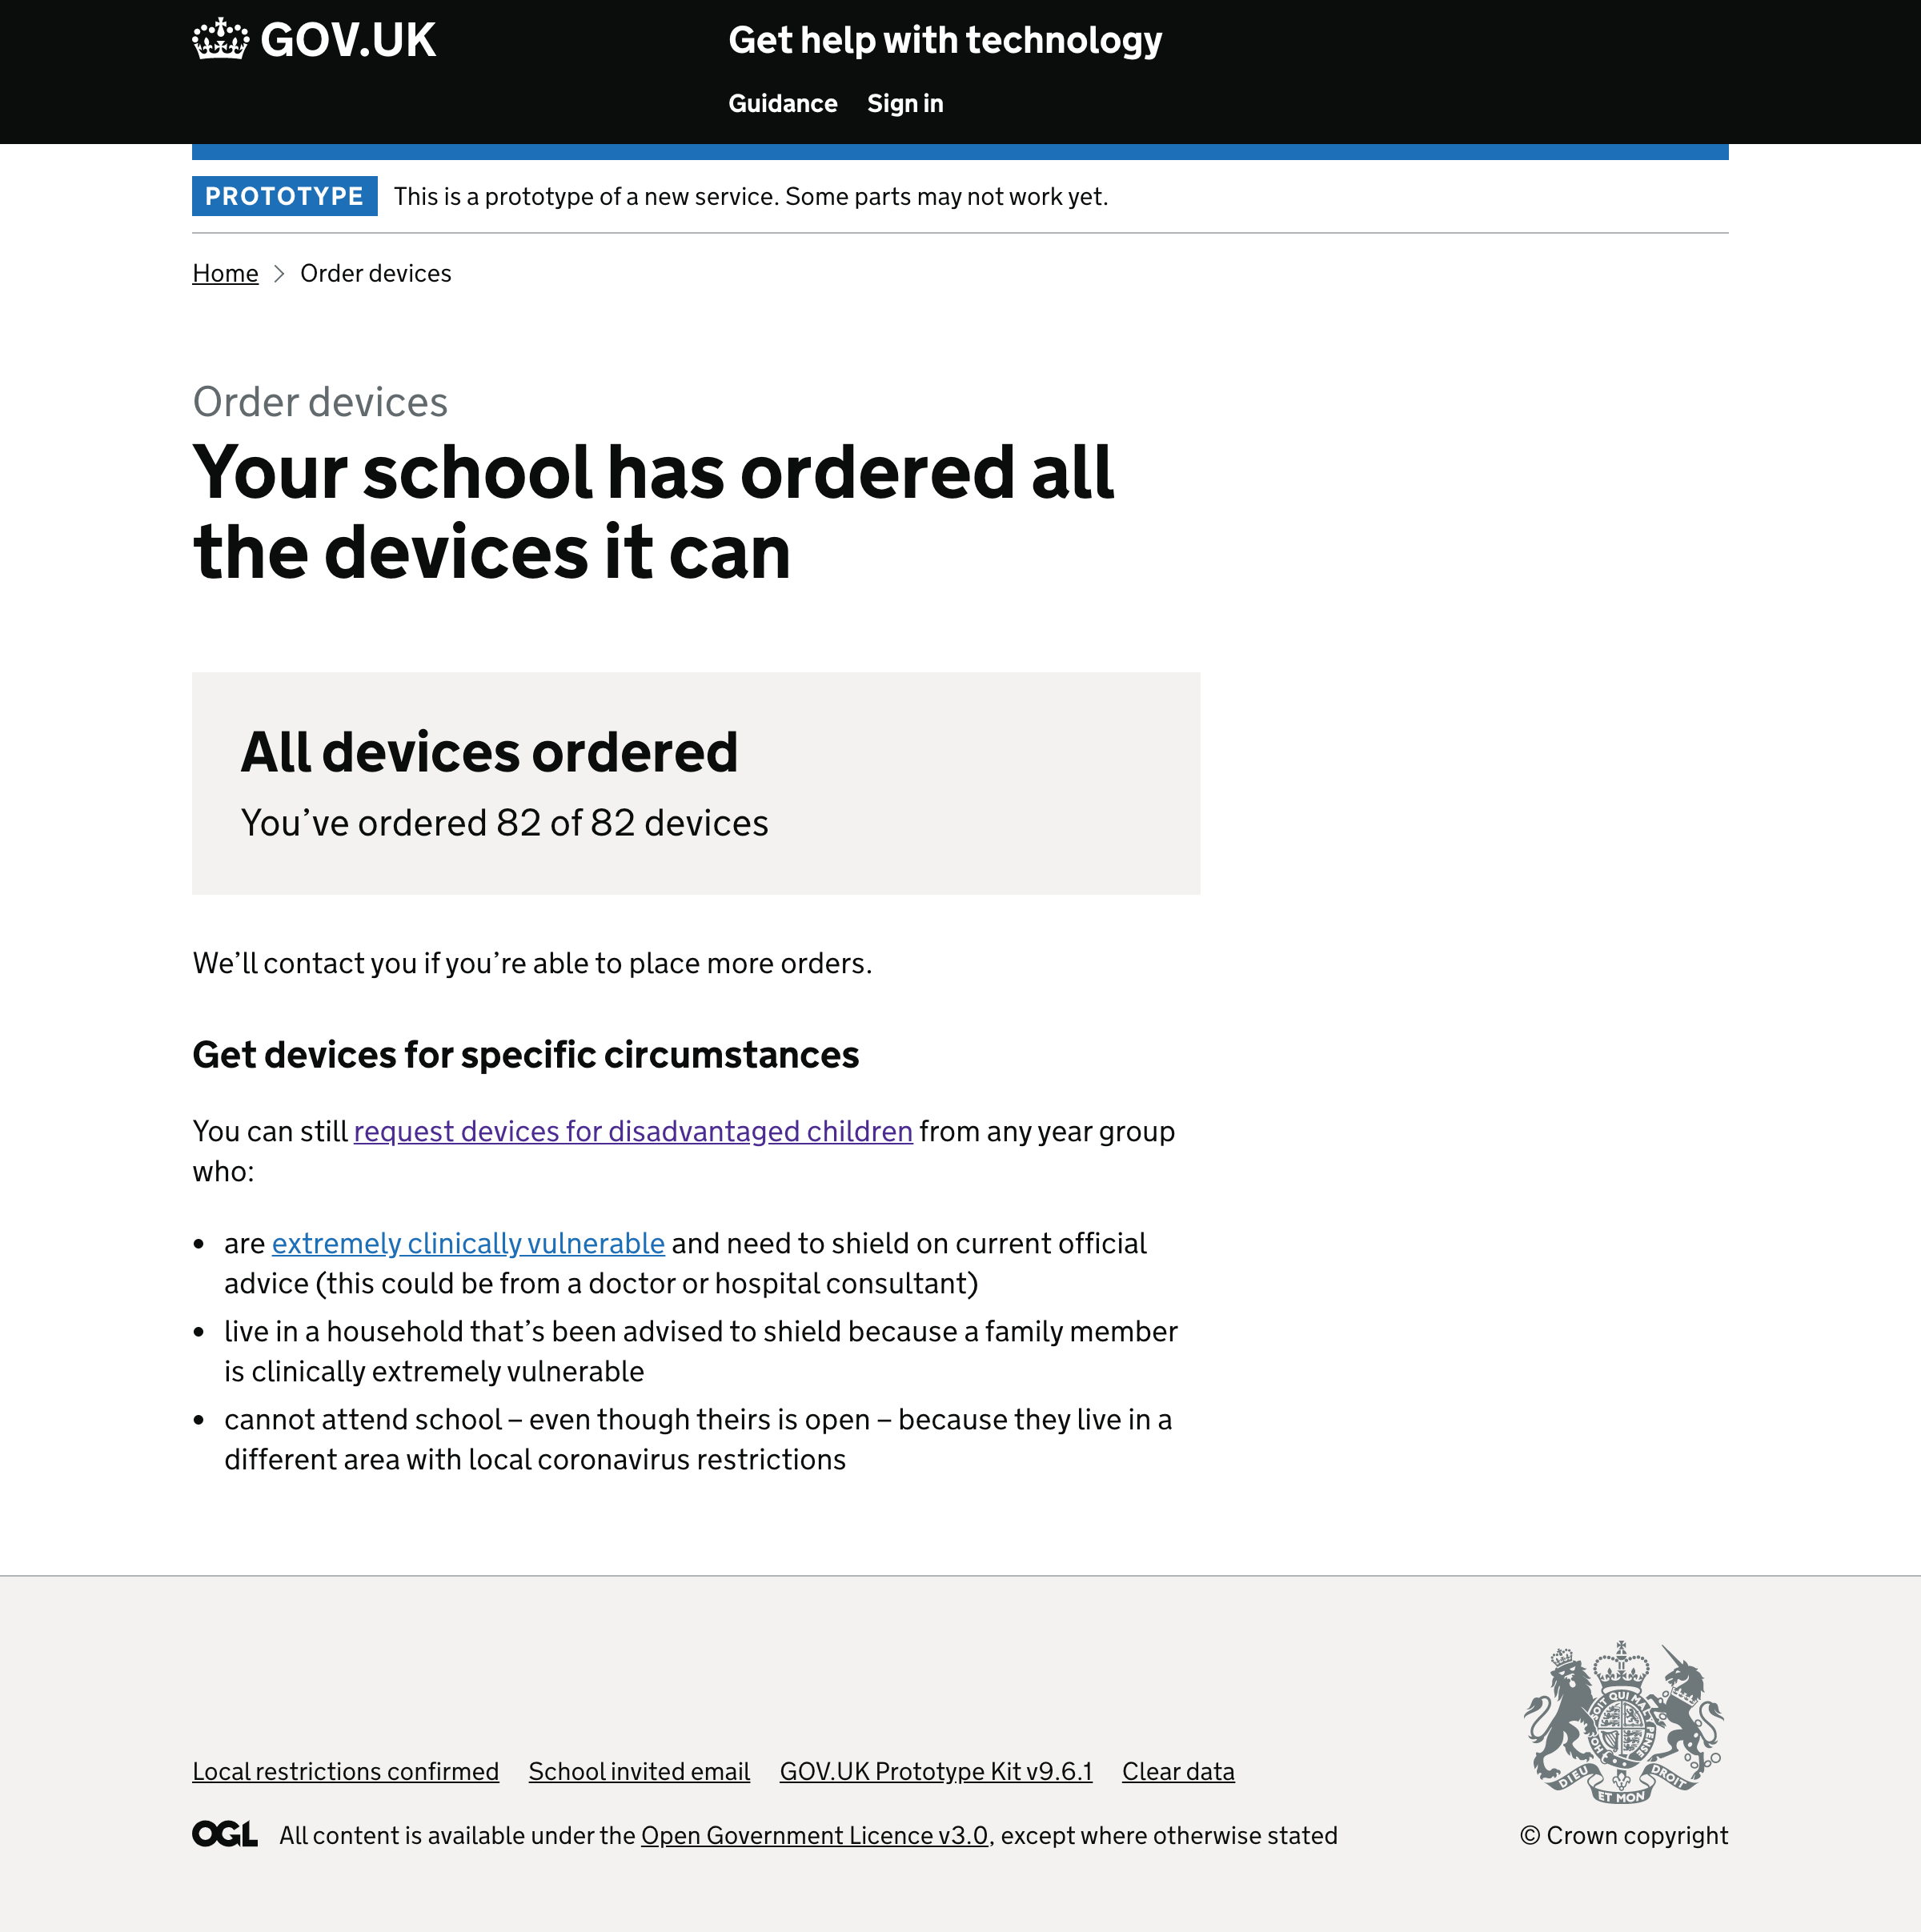 GOV.UK
Get help with technology
Guidance Sign in
PROTOTYPE This is a prototype of a new service. Some parts may not work yet.
Home Order devices
Order devices
Your school has ordered all
the devices it can
All devices ordered
You’ve ordered 82 of 82 devices
We’ll contact you if you’re able to place more orders.
Get devices for specific circumstances
You can still request devices for disadvantaged children from any year group
who:
• are extremely clinically vulnerable and need to shield on current official
advice (this could be from a doctor or hospital consultant)
• live in a household that’s been advised to shield because a family member
is clinically extremely vulnerable
• cannot attend school – even though theirs is open – because they live in a
different area with local coronavirus restrictions
Local restrictions confirmed School invited email GOV.UK Prototype Kit v9.6.1 Clear data
OGL All content is available under the Open Government Licence v3.0, except where otherwise stated
DIEU ET MON DROIT
© Crown copyright